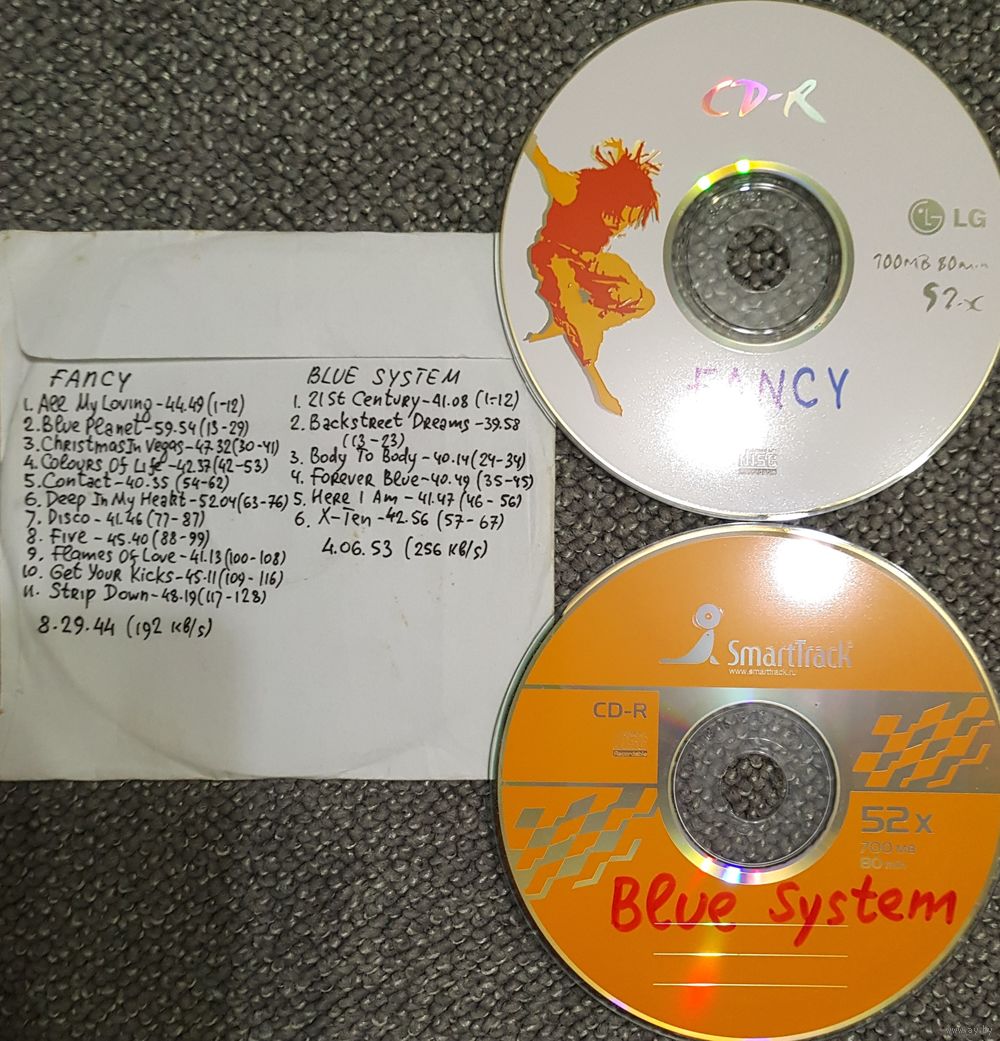 FANCY
1. All My Loving - 44.49 (1-12)
2. Blue Planet - 59.54 (13-29)
3. Christmas In Vegas - 47.32 (30-41)
4. Colours Of Life - 42.37 (42-53)
5. Contact - 40.35 (54-62)
6. Deep In My Heart - 52.04 (63-76)
7. Disco - 41.46 (77-87)
8. Five - 45.40 (88-99)
9. Flames Of Love - 41.13 (100-108)
10. Get Your Kicks - 45.11 (109-116)
11. Strip Down - 48.19 (117-128)
8.29.44 (192 KB/s)
BLUE SYSTEM
1. 21St Century - 41.08 (1-12)
2. Backstreet Dreams - 39.58
(13-23)
3. Body To Body - 40.14 (24-34)
4. Forever Blue - 40.49 (35-45)
5. Here I Am - 41.47 (46-56)
6. X-Ten - 42.56 (57-67)
4.06.53 (256 KB/s)
CD-R
LG
700MB 80min
52x
FANCY
SmartTrack
www.smarttrack.ru
CD-R
Recordable
52x
700 MB
80 min
Blue System
www.ay.by